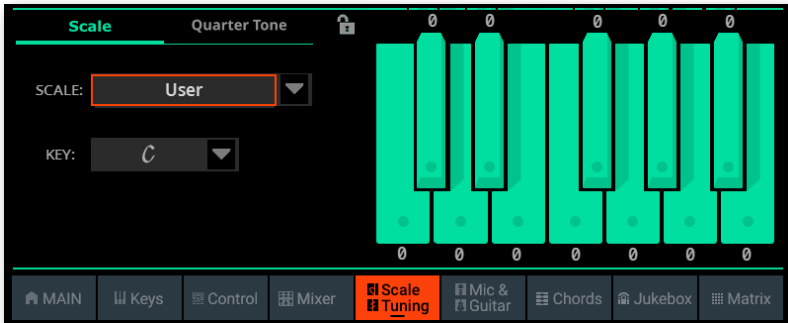 Scale
Quarter Tone
0 0 0 0 0
SCALE:
User
KEY:
C
0 0 0 0 0 0 0
MAIN
Keys
Control
Mixer
Scale
Tuning
Mic &
Guitar
Chords
Jukebox
Matrix